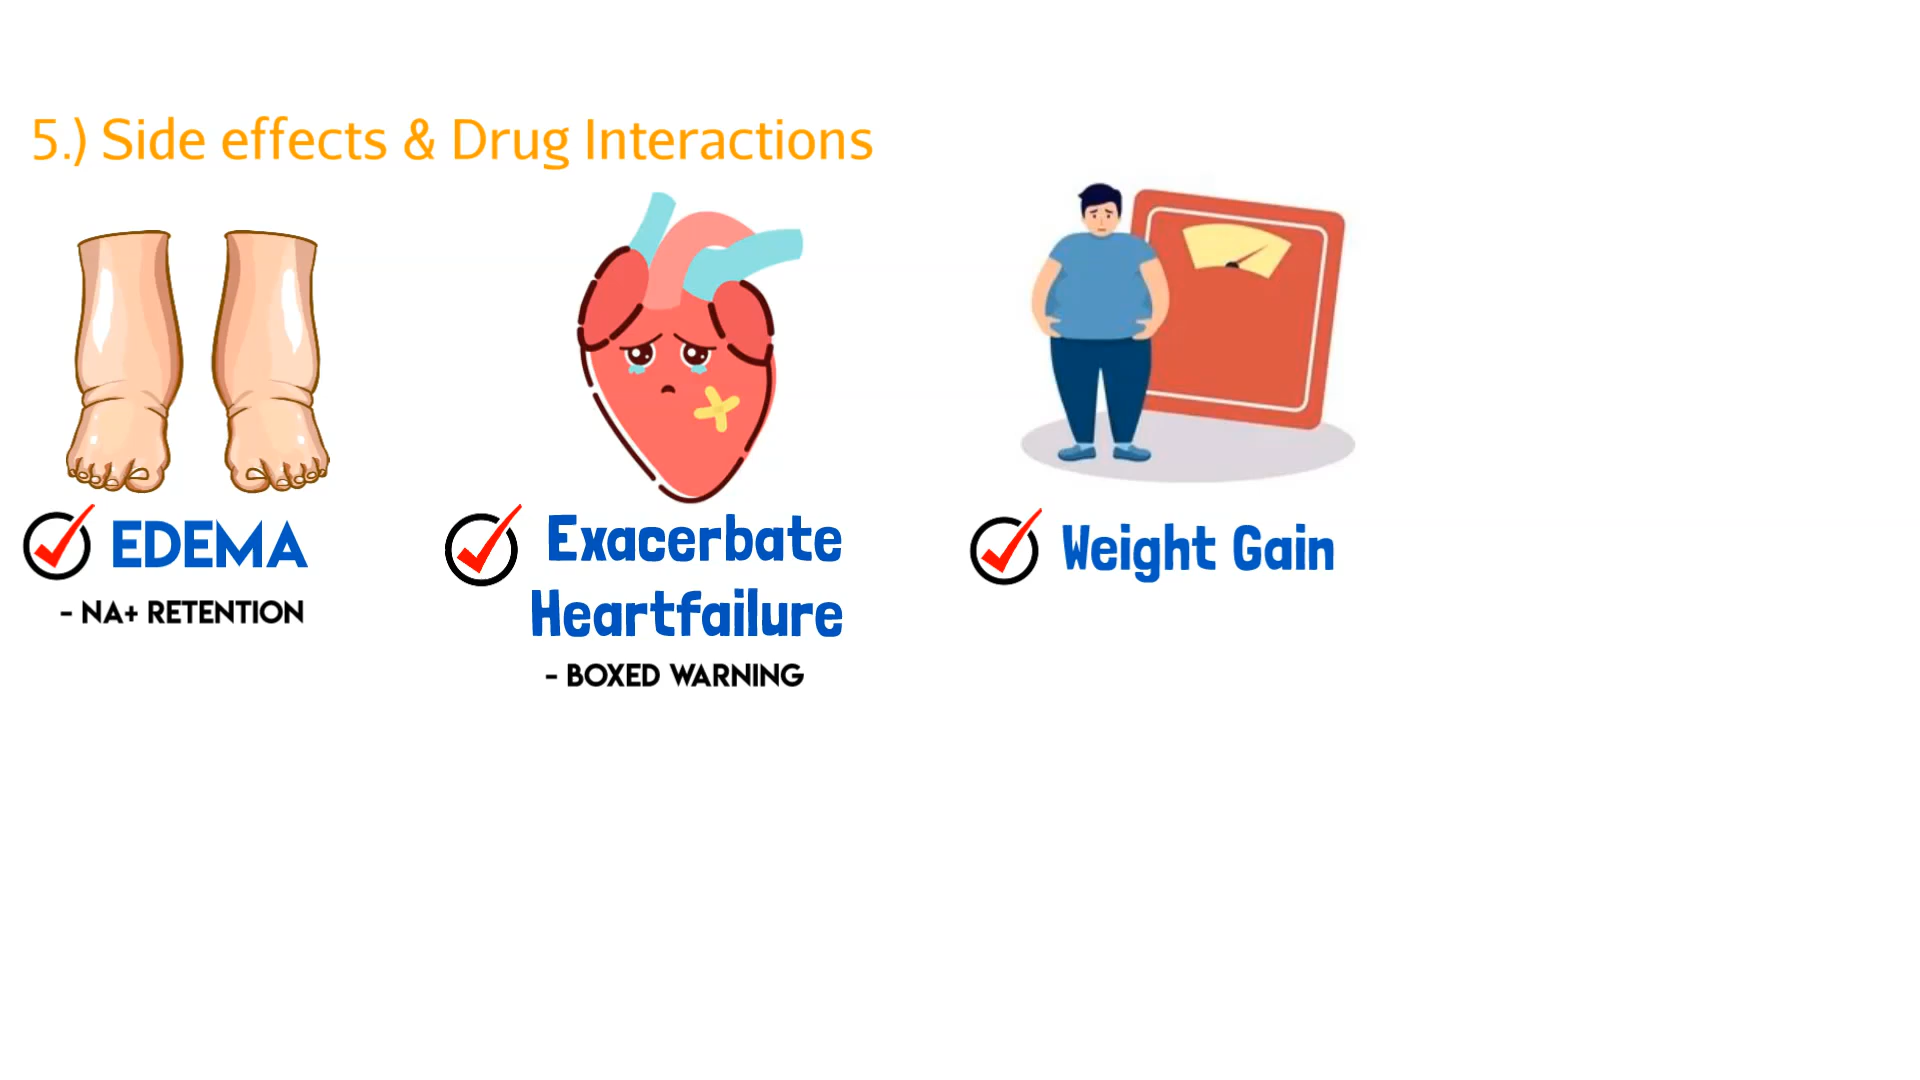 5.) Side effects & Drug Interactions
EDEMA
- NA+ RETENTION
Exacerbate
Heartfailure
- BOXED WARNING
Weight Gain